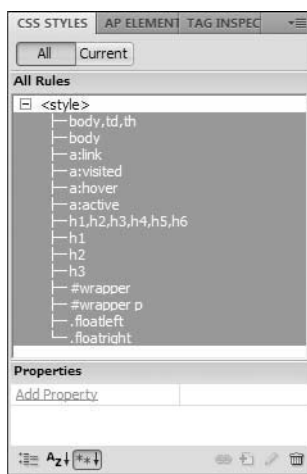 CSS STYLES AP ELEMENT TAG INSPEC
All Current
All Rules
<style>
body,td,th
body
a:link
a:visited
a:hover
a:active
h1,h2,h3,h4,h5,h6
h1
h2
h3
#wrapper
#wrapper p
.floatleft
.floatright
Properties
Add Property
Az↓ **↓